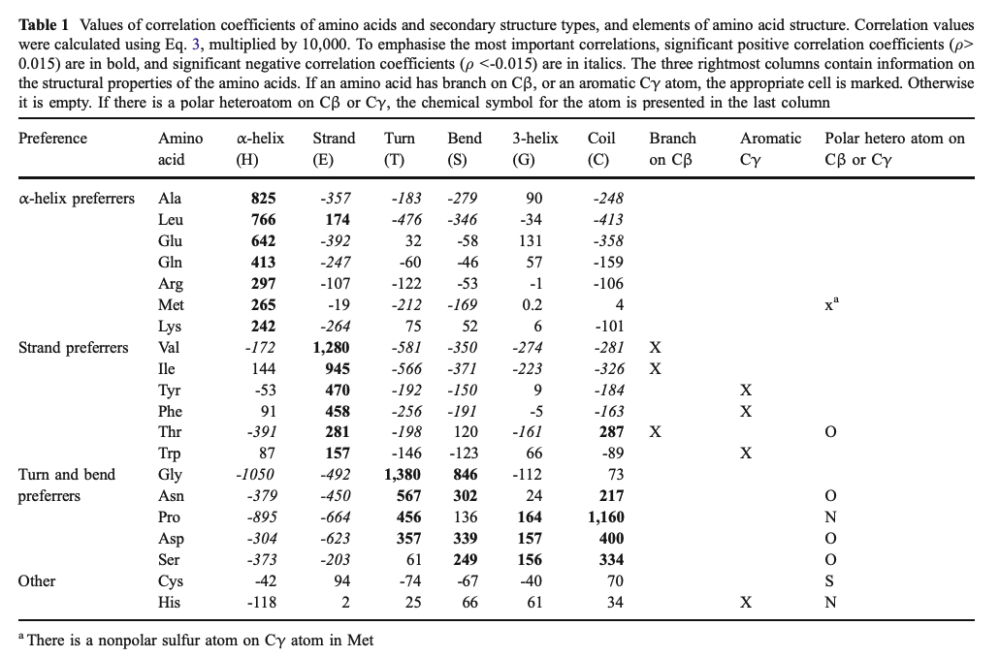 Table 1 Values of correlation coefficients of amino acids and secondary structure types, and elements of amino acid structure. Correlation values
were calculated using Eq. 3, multiplied by 10,000. To emphasise the most important correlations, significant positive correlation coefficients (ρ>
0.015) are in bold, and significant negative correlation coefficients (ρ <-0.015) are in italics. The three rightmost columns contain information on
the structural properties of the amino acids. If an amino acid has branch on Cβ, or an aromatic Cγ atom, the appropriate cell is marked. Otherwise
it is empty. If there is a polar heteroatom on Cβ or Cγ, the chemical symbol for the atom is presented in the last column
Preference Amino α-helix Strand Turn Bend 3-helix Coil Branch Aromatic Polar hetero atom on
acid (H) (E) (T) (S) (G) (C) on Cβ Cγ Cβ or Cγ
α-helix preferrers Ala 825 -357 -183 -279 90 -248
Leu 766 174 -476 -346 -34 -413
Glu 642 -392 32 -58 131 -358
Gln 413 -247 -60 -46 57 -159
Arg 297 -107 -122 -53 -1 -106
Met 265 -19 -212 -169 0.2 4 xᵃ
Lys 242 -264 75 52 6 -101
Strand preferrers Val -172 1,280 -581 -350 -274 -281 X
Ile 144 945 -566 -371 -223 -326 X
Tyr -53 470 -192 -150 9 -184 X
Phe 91 458 -256 -191 -5 -163 X
Thr -391 281 -198 120 -161 287 X O
Trp 87 157 -146 -123 66 -89 X
Turn and bend Gly -1050 -492 1,380 846 -112 73
preferrers Asn -379 -450 567 302 24 217 O
Pro -895 -664 456 136 164 1,160 N
Asp -304 -623 357 339 157 400 O
Ser -373 -203 61 249 156 334 O
Other Cys -42 94 -74 -67 -40 70 S
His -118 2 25 66 61 34 X N
ᵃ There is a nonpolar sulfur atom on Cγ atom in Met